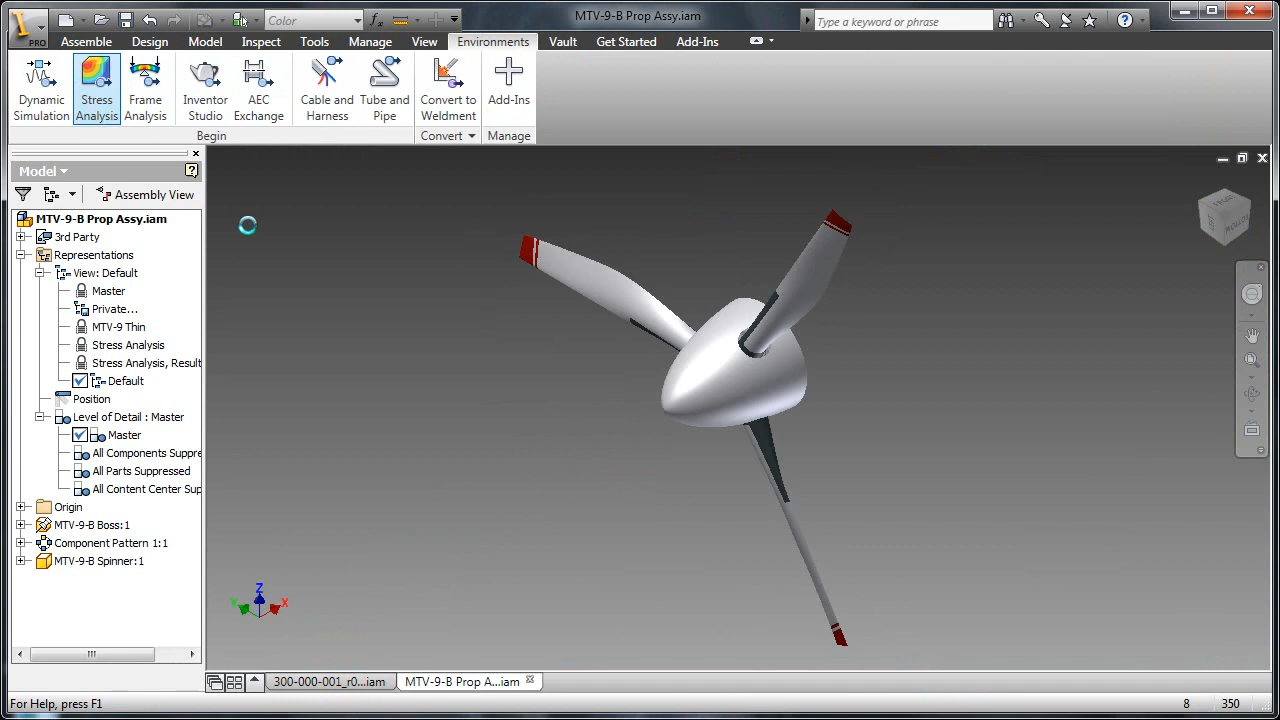 PRO
Color
MTV-9-B Prop Assy.iam
Type a keyword or phrase
Assemble Design Model Inspect Tools Manage View Environments Vault Get Started Add-Ins
Dynamic Simulation
Stress Analysis
Frame Analysis
Inventor Studio
AEC Exchange
Cable and Harness
Tube and Pipe
Convert to Weldment
Add-Ins
Begin
Convert
Manage
Model
Assembly View
MTV-9-B Prop Assy.iam
3rd Party
Representations
View: Default
Master
Private...
MTV-9 Thin
Stress Analysis
Stress Analysis, Result
Default
Position
Level of Detail : Master
Master
All Components Suppre
All Parts Suppressed
All Content Center Sup
Origin
MTV-9-B Boss:1
Component Pattern 1:1
MTV-9-B Spinner:1
Z
Y
X
300-000-001_r0...iam
MTV-9-B Prop A...iam
For Help, press F1
8 350